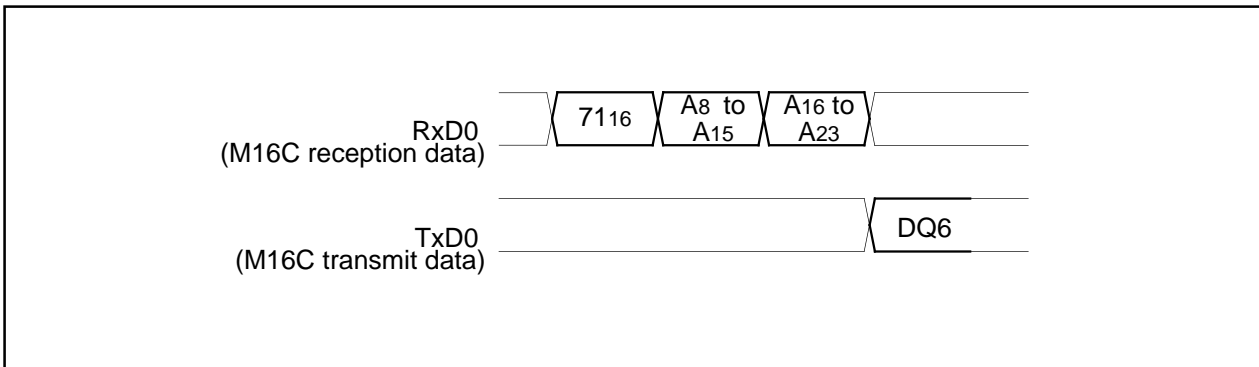 RxD0
(M16C reception data)
7116
A8 to
A15
A16 to
A23
TxD0
(M16C transmit data)
DQ6